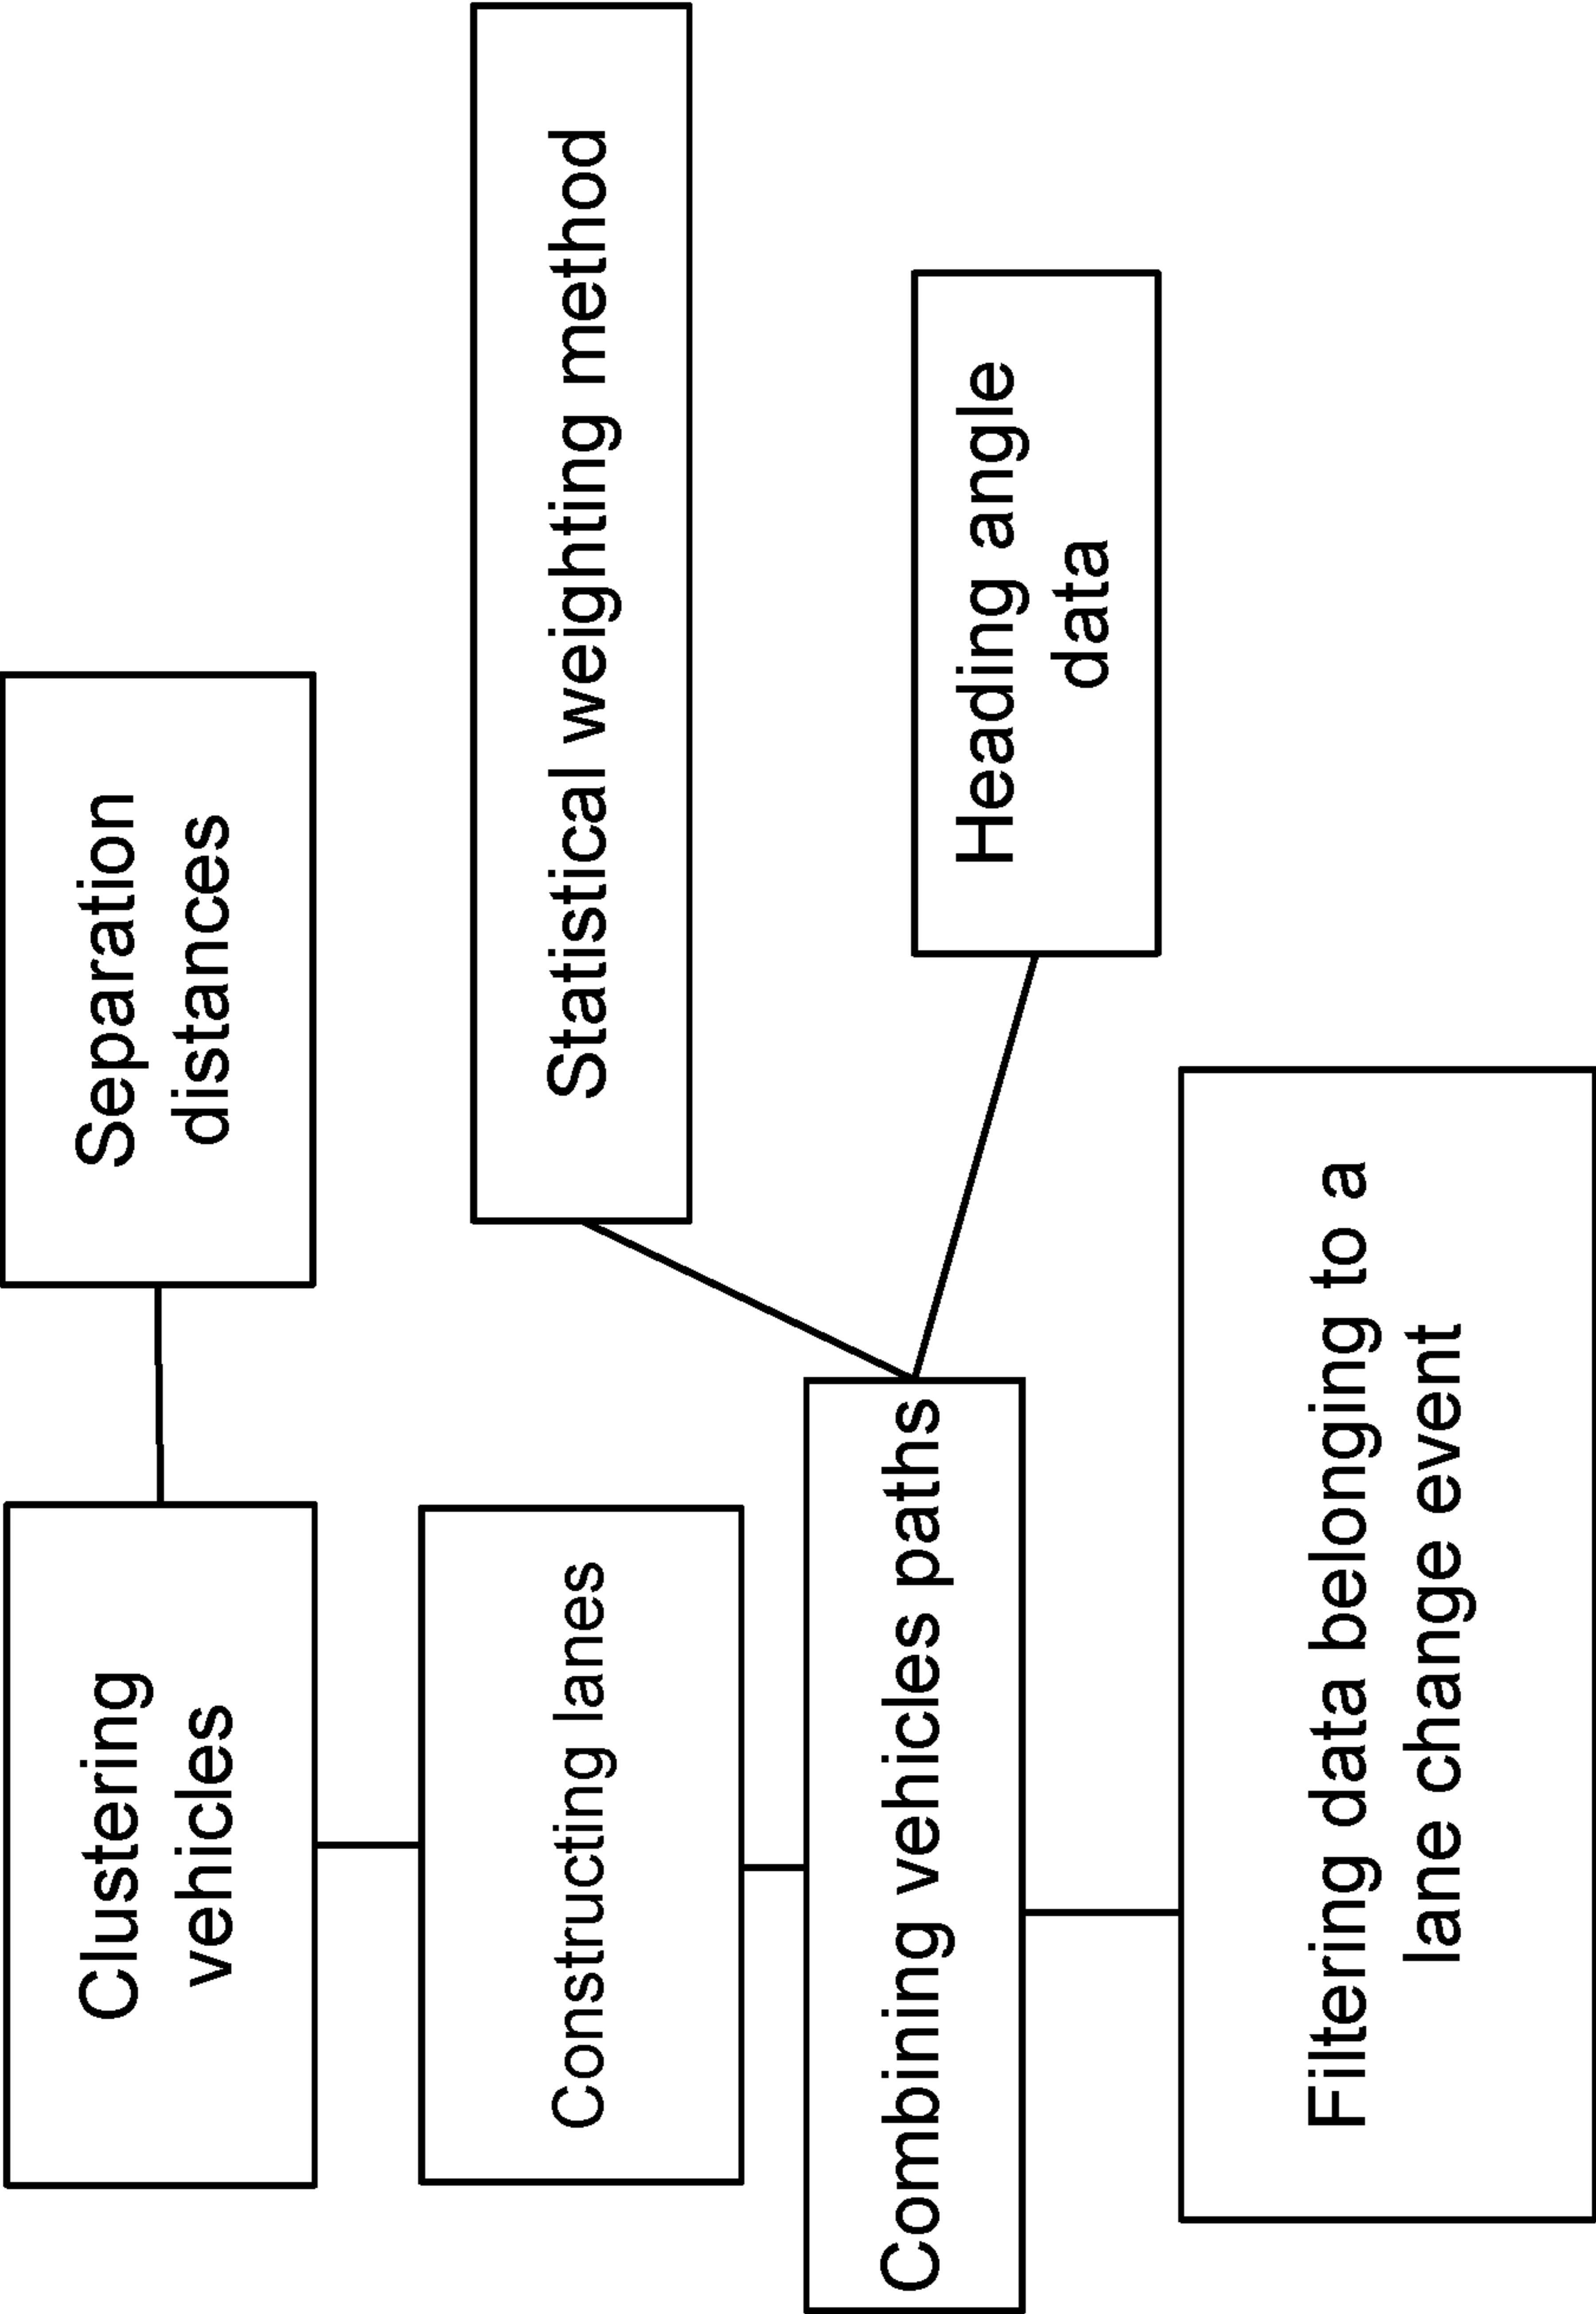 Clustering
vehicles
Separation
distances
Constructing lanes
Statistical weighting method
Combining vehicles paths
Heading angle
data
Filtering data belonging to a
lane change event